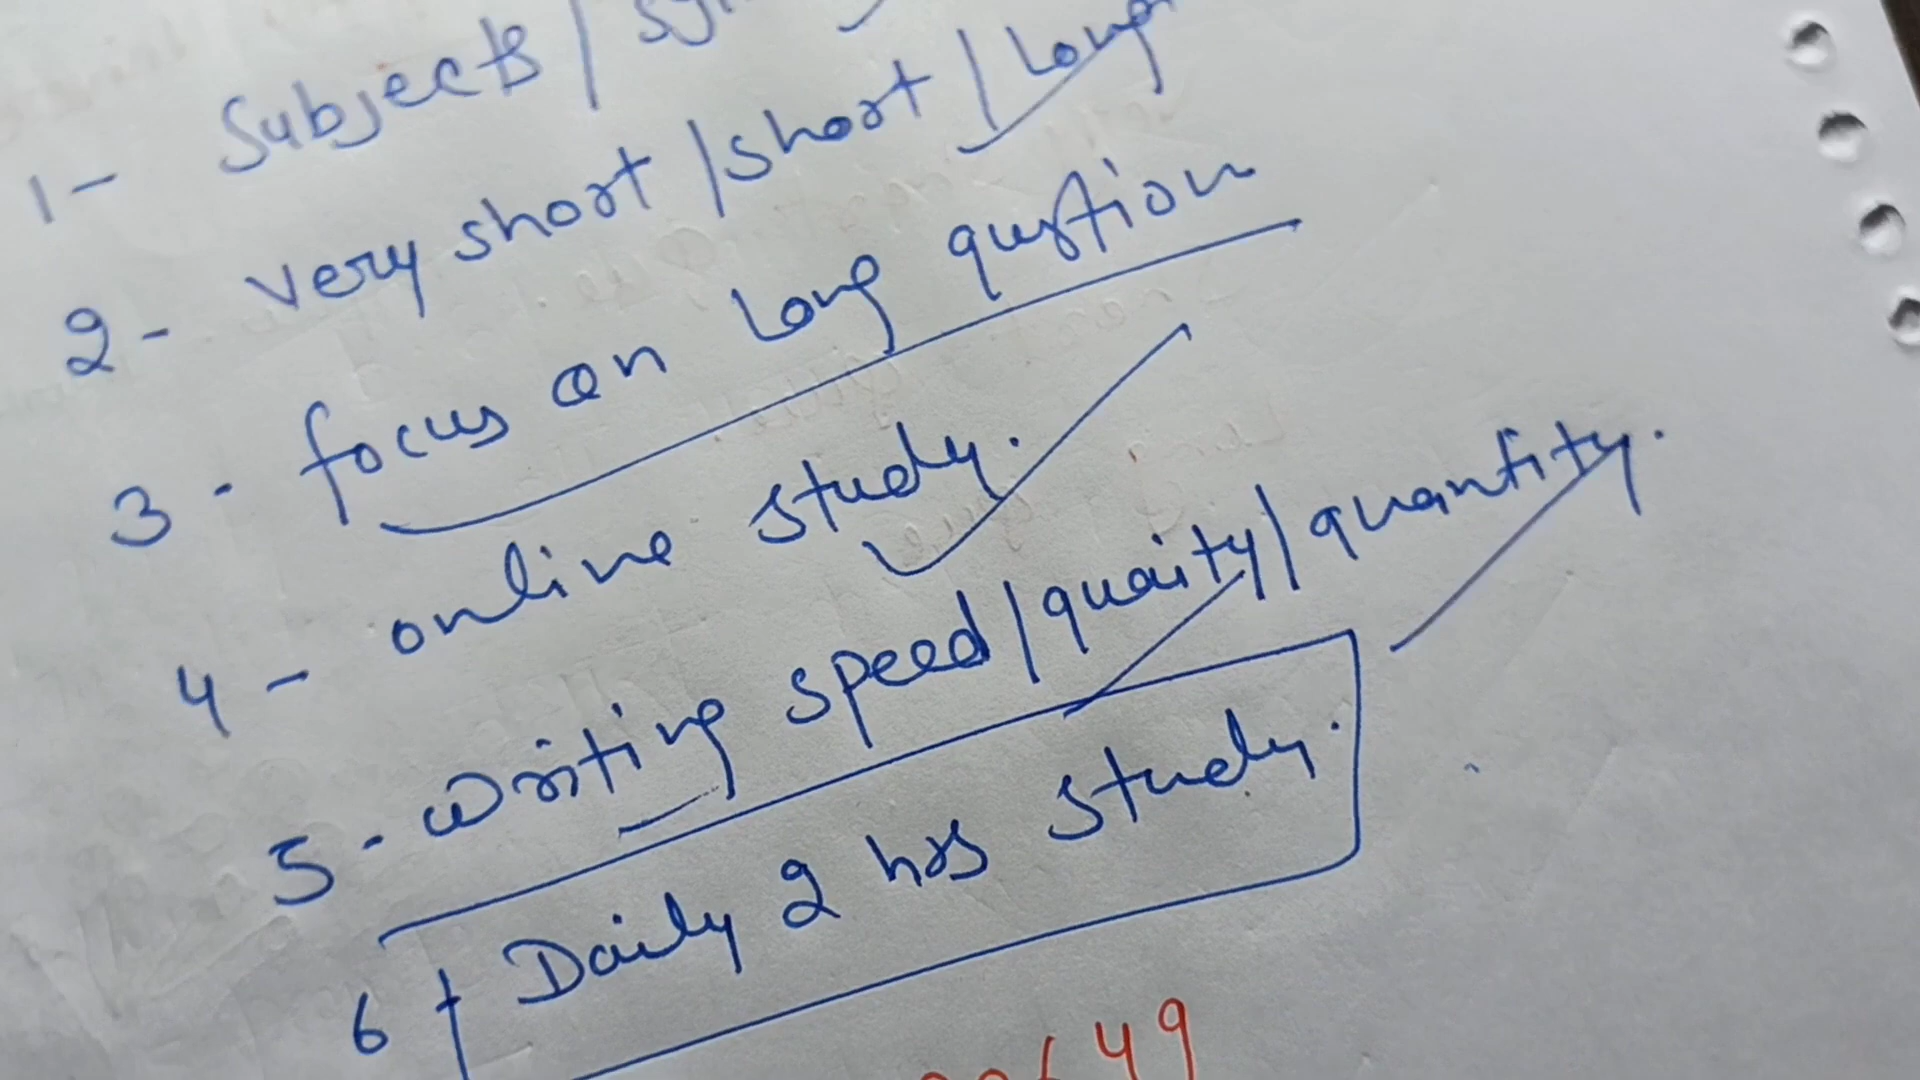 1- Subjects/
2- very short/short/long
3- focus on long qustion
4- online study.
5- writing speed/quaity/quantity.
6 Daily 2 hrs study.
649